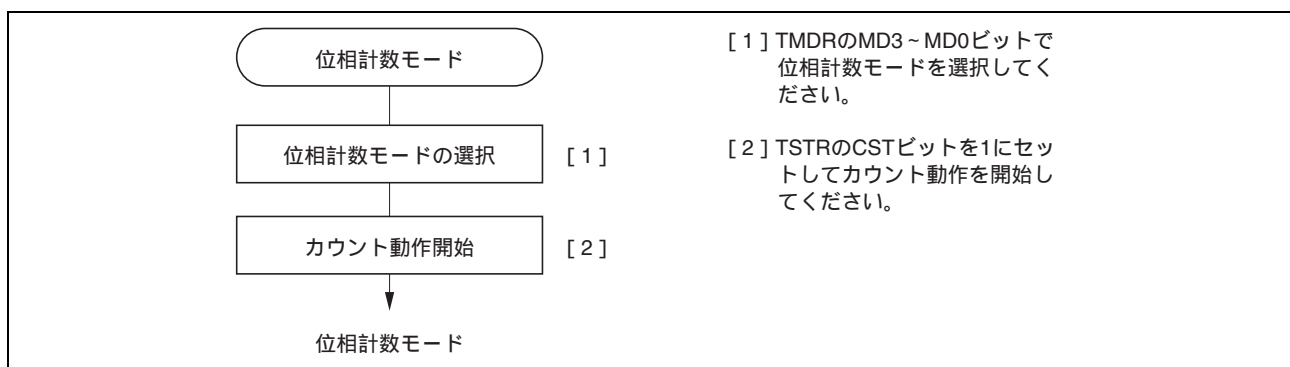 位相計数モード
位相計数モードの選択 [1]
カウント動作開始 [2]
位相計数モード
[1] TMDRのMD3~MD0ビットで
位相計数モードを選択してく
ださい。
[2] TSTRのCSTビットを1にセッ
トしてカウント動作を開始し
てください。